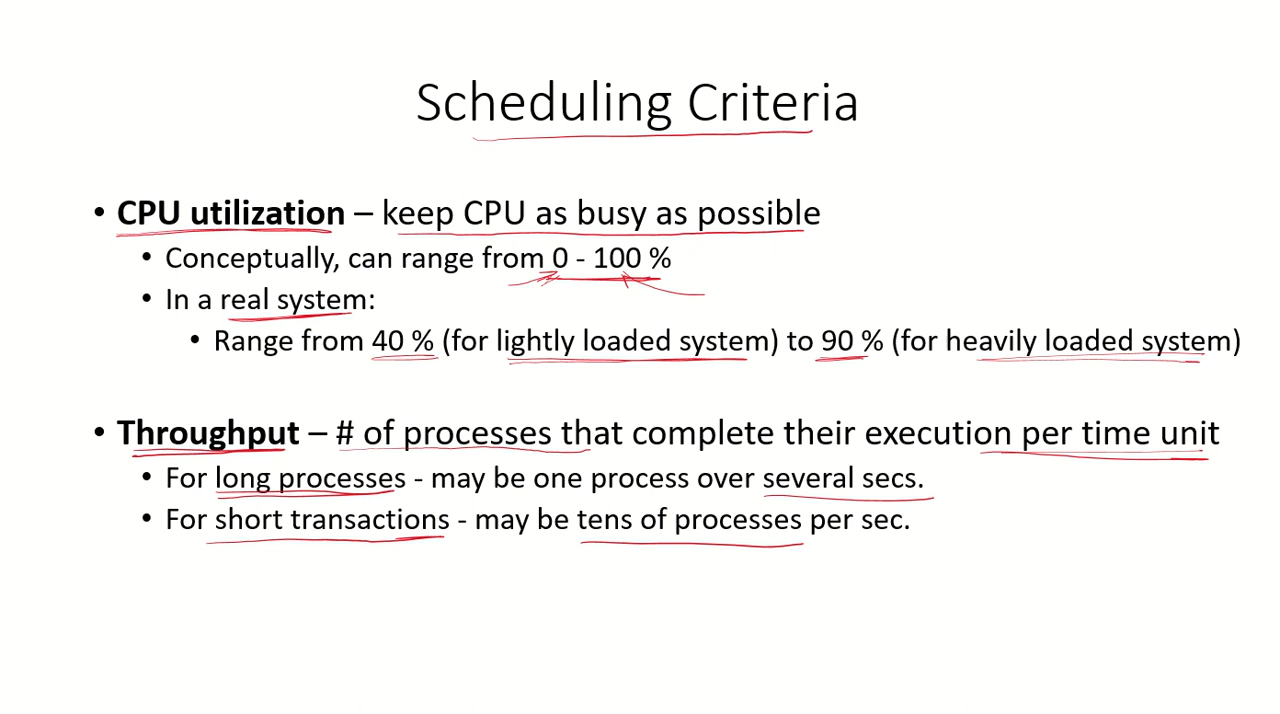 Scheduling Criteria
• CPU utilization – keep CPU as busy as possible
• Conceptually, can range from 0 - 100 %
• In a real system:
• Range from 40 % (for lightly loaded system) to 90 % (for heavily loaded system)
• Throughput – # of processes that complete their execution per time unit
• For long processes - may be one process over several secs.
• For short transactions - may be tens of processes per sec.